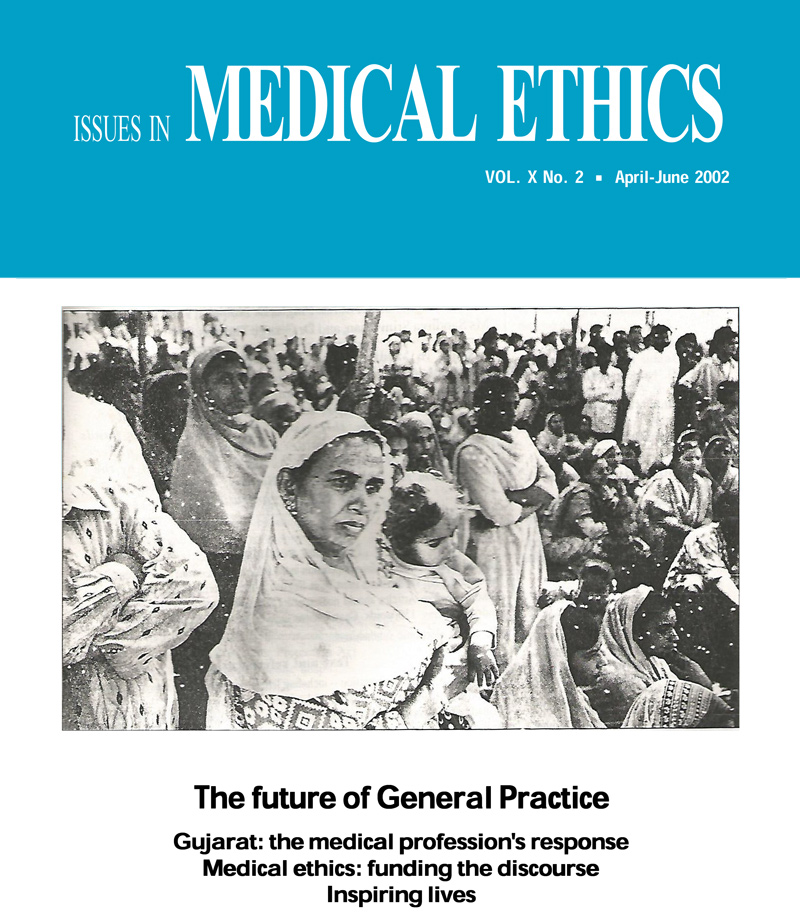 ISSUES IN MEDICAL ETHICS
VOL. X No. 2 ▪ April-June 2002
The future of General Practice
Gujarat: the medical profession's response
Medical ethics: funding the discourse
Inspiring lives